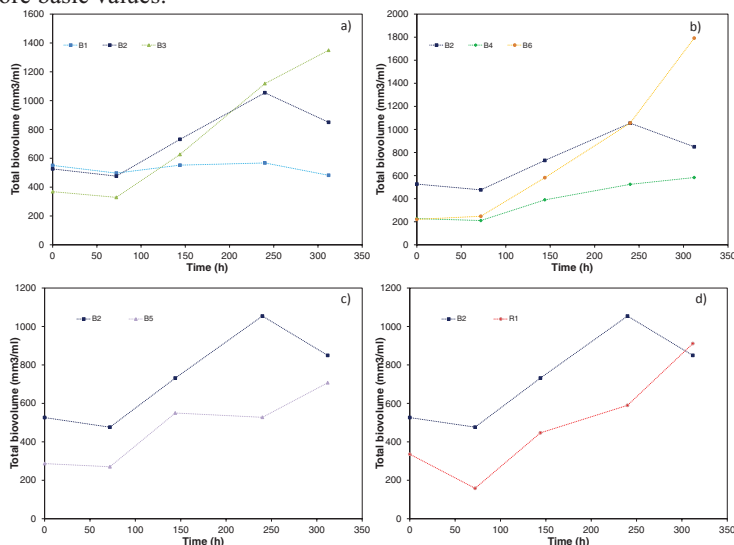 ore basic values.
a)
B1 B2 B3
1600
1400
1200
1000
800
600
400
200
0
0 50 100 150 200 250 300 350
Total biovolume (mm3/ml)
Time (h)
b)
B2 B4 B6
2000
1800
1600
1400
1200
1000
800
600
400
200
0
0 50 100 150 200 250 300 350
Total biovolume (mm3/ml)
Time (h)
c)
B2 B5
1200
1000
800
600
400
200
0
0 50 100 150 200 250 300 350
Total biovolume (mm3/ml)
Time (h)
d)
B2 R1
1200
1000
800
600
400
200
0
0 50 100 150 200 250 300 350
Total biovolume (mm3/ml)
Time (h)